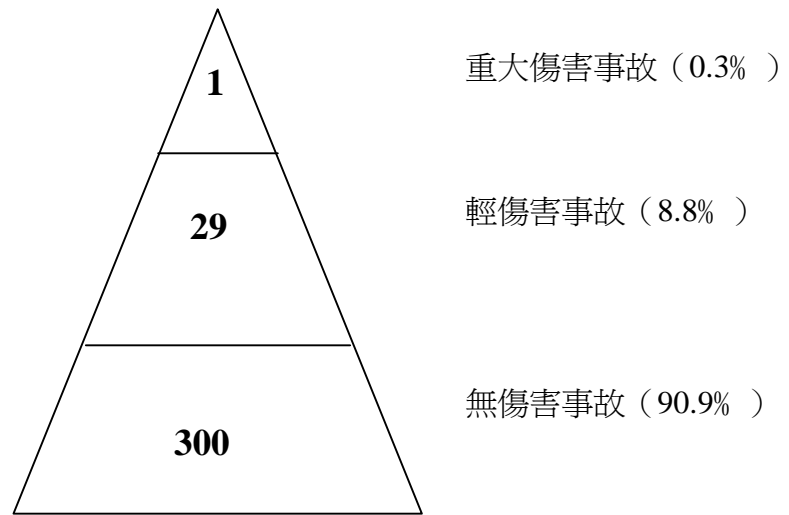 1 重大傷害事故（0.3% ）
29 輕傷害事故（8.8% ）
300 無傷害事故（90.9% ）